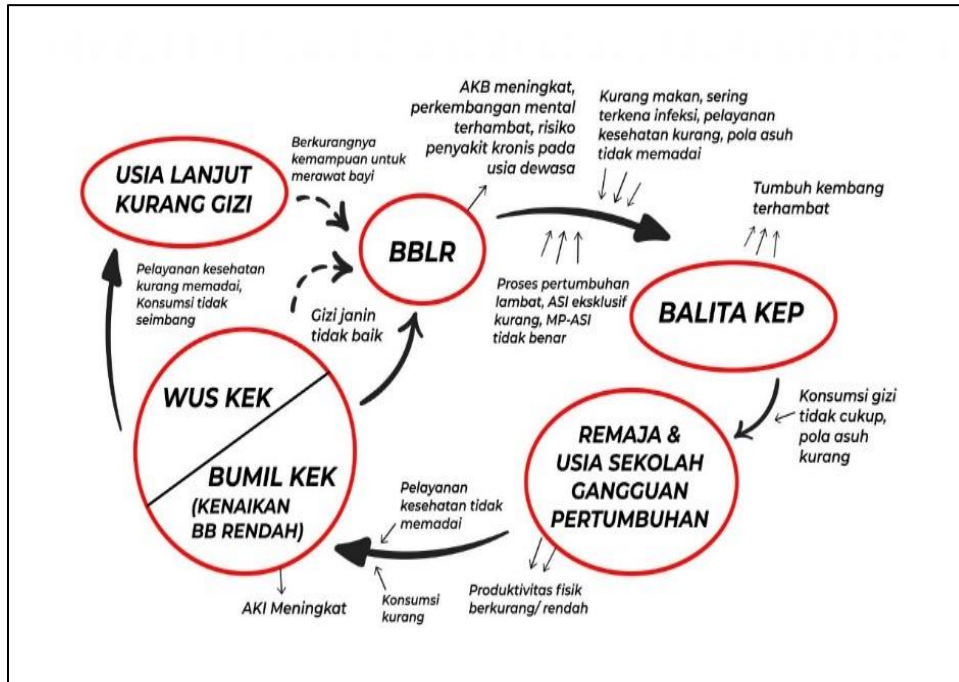 AKB meningkat,
perkembangan mental
terhambat, risiko
penyakit kronis pada
usia dewasa
Kurang makan, sering
terkena infeksi, pelayanan
kesehatan kurang, pola asuh
tidak memadai
Berkurangnya
kemampuan untuk
merawat bayi
USIA LANJUT
KURANG GIZI
BBLR
Tumbuh kembang
terhambat
Pelayanan kesehatan
kurang memadai,
Konsumsi tidak
seimbang
Gizi janin
tidak baik
Proses pertumbuhan
lambat, ASI eksklusif
kurang, MP-ASI
tidak benar
BALITA KEP
WUS KEK
BUMIL KEK
(KENAIKAN
BB RENDAH)
Konsumsi gizi
tidak cukup,
pola asuh
kurang
REMAJA &
USIA SEKOLAH
GANGGUAN
PERTUMBUHAN
Pelayanan
kesehatan tidak
memadai
Konsumsi
kurang
Produktivitas fisik
berkurang/ rendah
AKI Meningkat